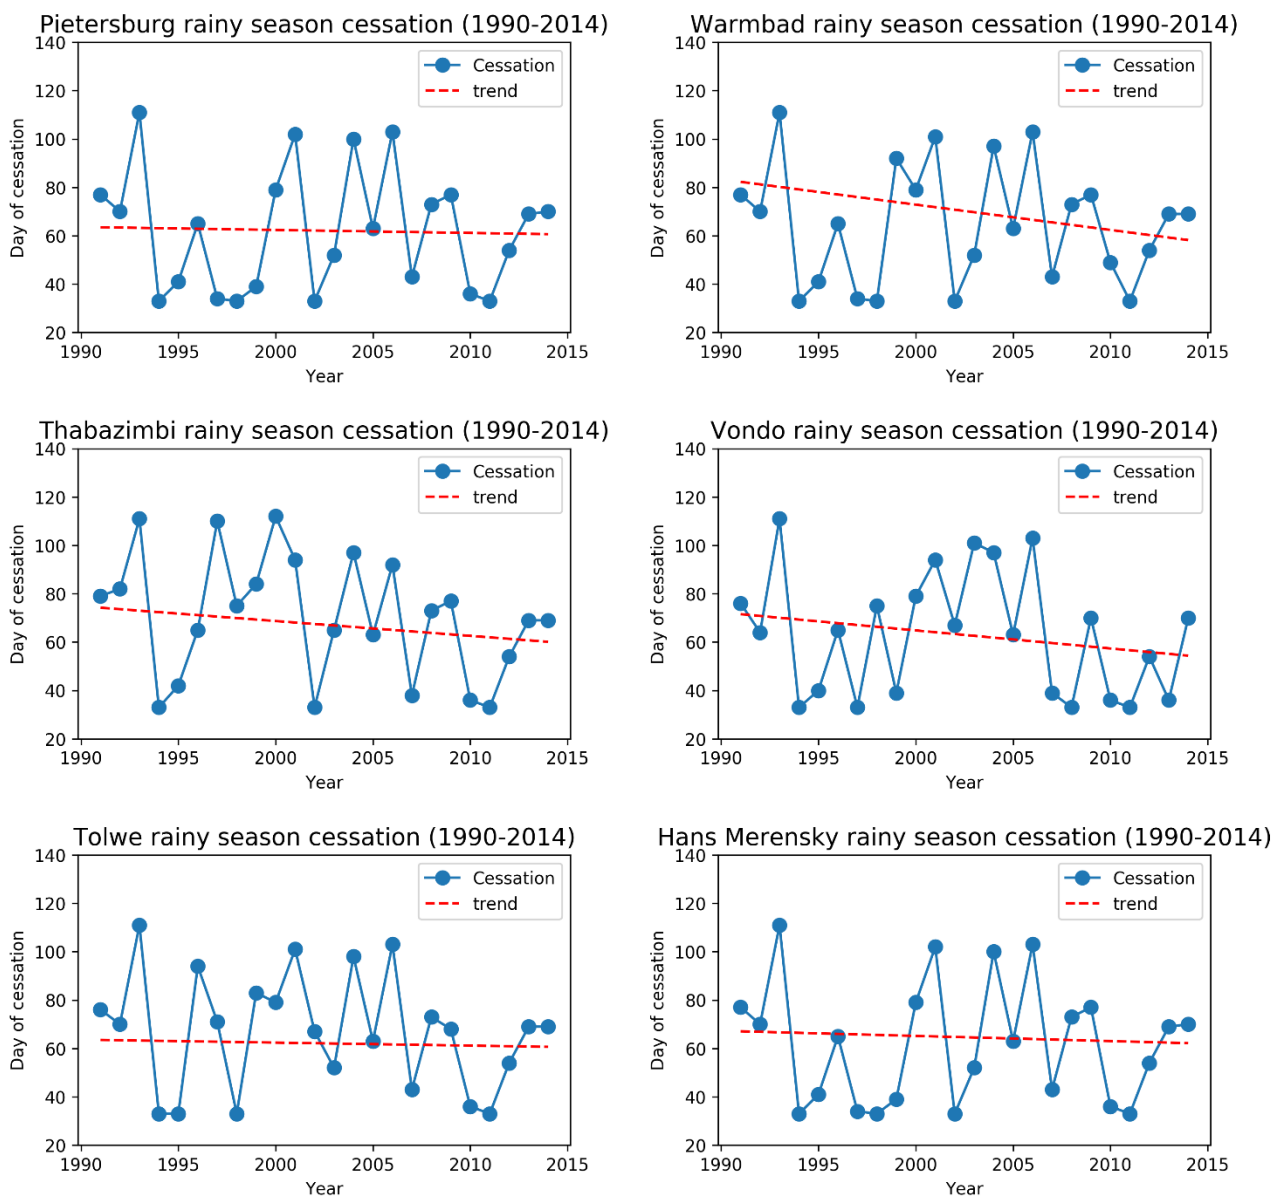 Pietersburg rainy season cessation (1990-2014)
140
120
100
80
60
40
20
Day of cessation
Cessation
trend
1990
1995
2000
2005
2010
2015
Year
Warmbad rainy season cessation (1990-2014)
140
120
100
80
60
40
20
Day of cessation
Cessation
trend
1990
1995
2000
2005
2010
2015
Year
Thabazimbi rainy season cessation (1990-2014)
140
120
100
80
60
40
20
Day of cessation
Cessation
trend
1990
1995
2000
2005
2010
2015
Year
Vondo rainy season cessation (1990-2014)
140
120
100
80
60
40
20
Day of cessation
Cessation
trend
1990
1995
2000
2005
2010
2015
Year
Tolwe rainy season cessation (1990-2014)
140
120
100
80
60
40
20
Day of cessation
Cessation
trend
1990
1995
2000
2005
2010
2015
Year
Hans Merensky rainy season cessation (1990-2014)
140
120
100
80
60
40
20
Day of cessation
Cessation
trend
1990
1995
2000
2005
2010
2015
Year